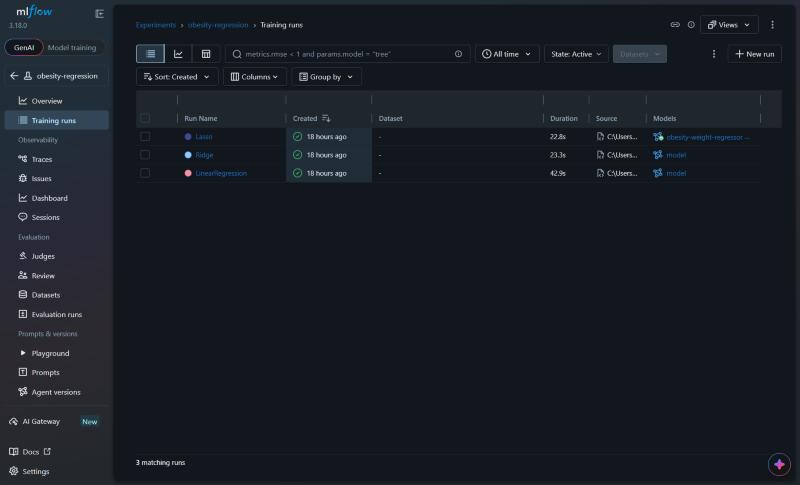 mlflow
3.18.0
GenAI Model training
obesity-regression
Overview
Training runs
Observability
Traces
Issues
Dashboard
Sessions
Evaluation
Judges
Review
Datasets
Evaluation runs
Prompts & versions
Playground
Prompts
Agent versions
AI Gateway New
Docs
Settings
Experiments > obesity-regression > Training runs
Views
metrics.rmse < 1 and params.model = "tree"
All time
State: Active
Datasets
New run
Sort: Created
Columns
Group by
Run Name Created Dataset Duration Source Models
Lasso 18 hours ago - 22.8s C:\Users... obesity-weight-regressor
Ridge 18 hours ago - 23.3s C:\Users... model
LinearRegression 18 hours ago - 42.9s C:\Users... model
3 matching runs